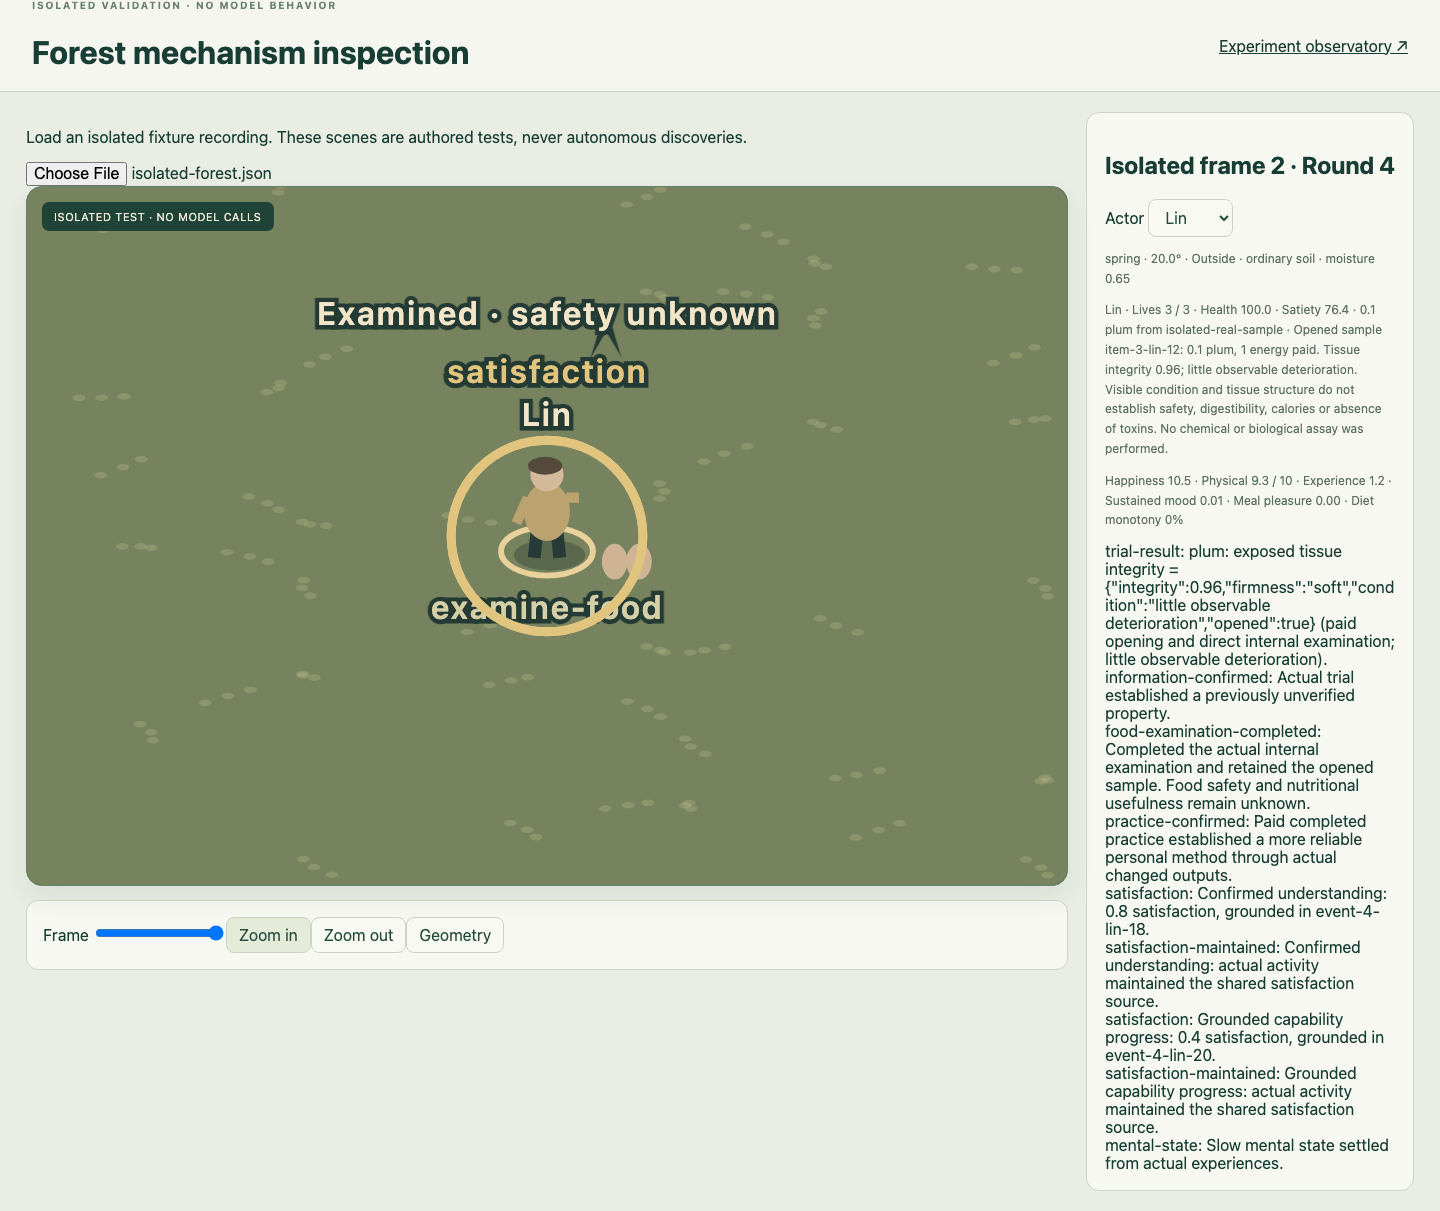 ISOLATED VALIDATION · NO MODEL BEHAVIOR
Forest mechanism inspection
Experiment observatory ↗
Load an isolated fixture recording. These scenes are authored tests, never autonomous discoveries.
Choose File isolated-forest.json
ISOLATED TEST · NO MODEL CALLS
Examined · safety unknown
satisfaction
Lin
examine-food
Frame
Zoom in
Zoom out
Geometry
Isolated frame 2 · Round 4
Actor Lin
spring · 20.0° · Outside · ordinary soil · moisture
0.65
Lin · Lives 3 / 3 · Health 100.0 · Satiety 76.4 · 0.1
plum from isolated-real-sample · Opened sample
item-3-lin-12: 0.1 plum, 1 energy paid. Tissue
integrity 0.96; little observable deterioration.
Visible condition and tissue structure do not
establish safety, digestibility, calories or absence
of toxins. No chemical or biological assay was
performed.
Happiness 10.5 · Physical 9.3 / 10 · Experience 1.2 ·
Sustained mood 0.01 · Meal pleasure 0.00 · Diet
monotony 0%
trial-result: plum: exposed tissue
integrity =
{"integrity":0.96,"firmness":"soft","cond
ition":"little observable
deterioration","opened":true} (paid
opening and direct internal examination;
little observable deterioration).
information-confirmed: Actual trial
established a previously unverified
property.
food-examination-completed:
Completed the actual internal
examination and retained the opened
sample. Food safety and nutritional
usefulness remain unknown.
practice-confirmed: Paid completed
practice established a more reliable
personal method through actual
changed outputs.
satisfaction: Confirmed understanding:
0.8 satisfaction, grounded in event-4-
lin-18.
satisfaction-maintained: Confirmed
understanding: actual activity
maintained the shared satisfaction
source.
satisfaction: Grounded capability
progress: 0.4 satisfaction, grounded in
event-4-lin-20.
satisfaction-maintained: Grounded
capability progress: actual activity
maintained the shared satisfaction
source.
mental-state: Slow mental state settled
from actual experiences.